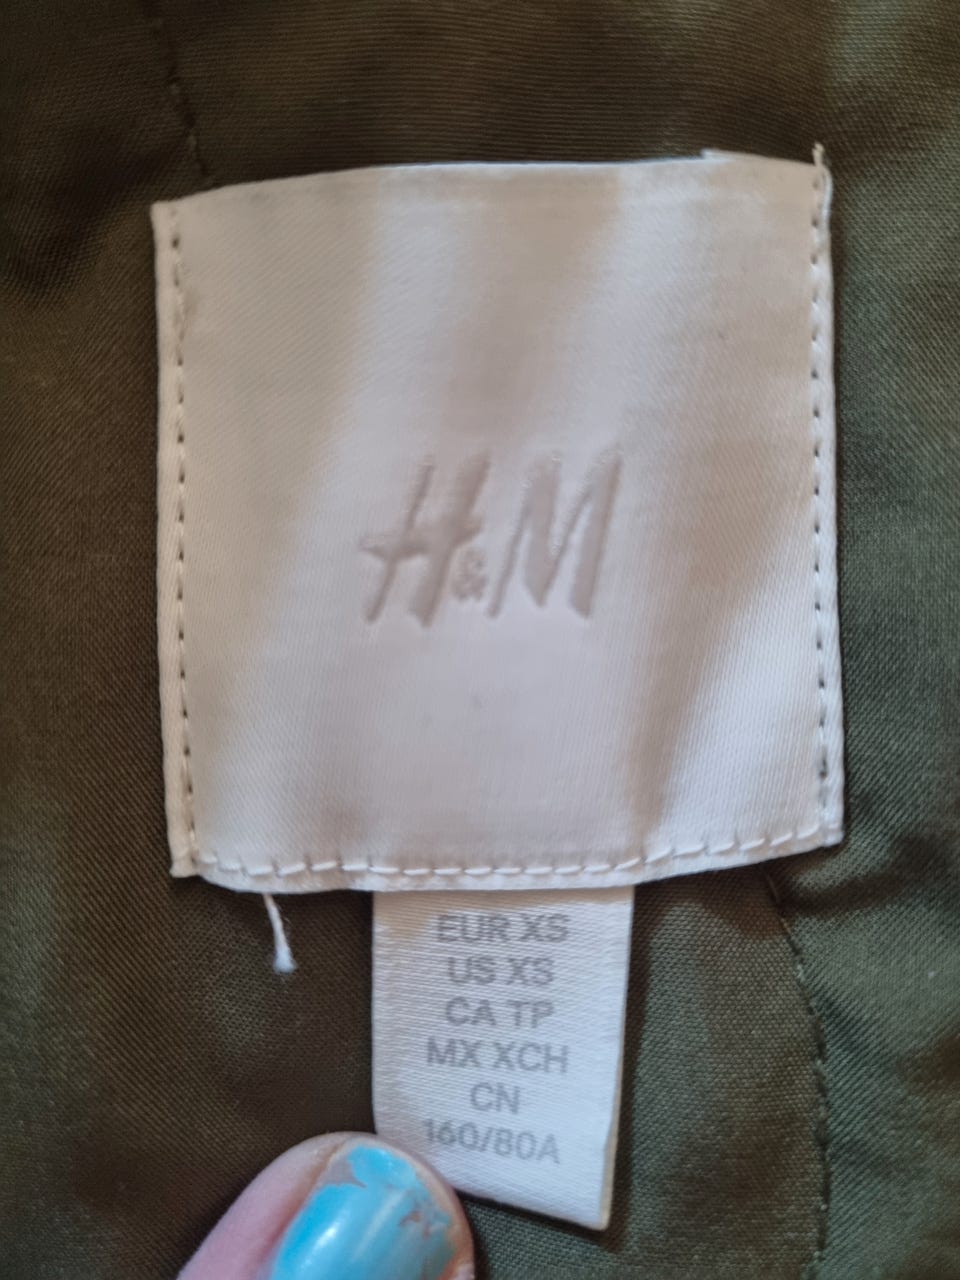 H&M
EUR XS
US XS
CA TP
MX XCH
CN
160/80A